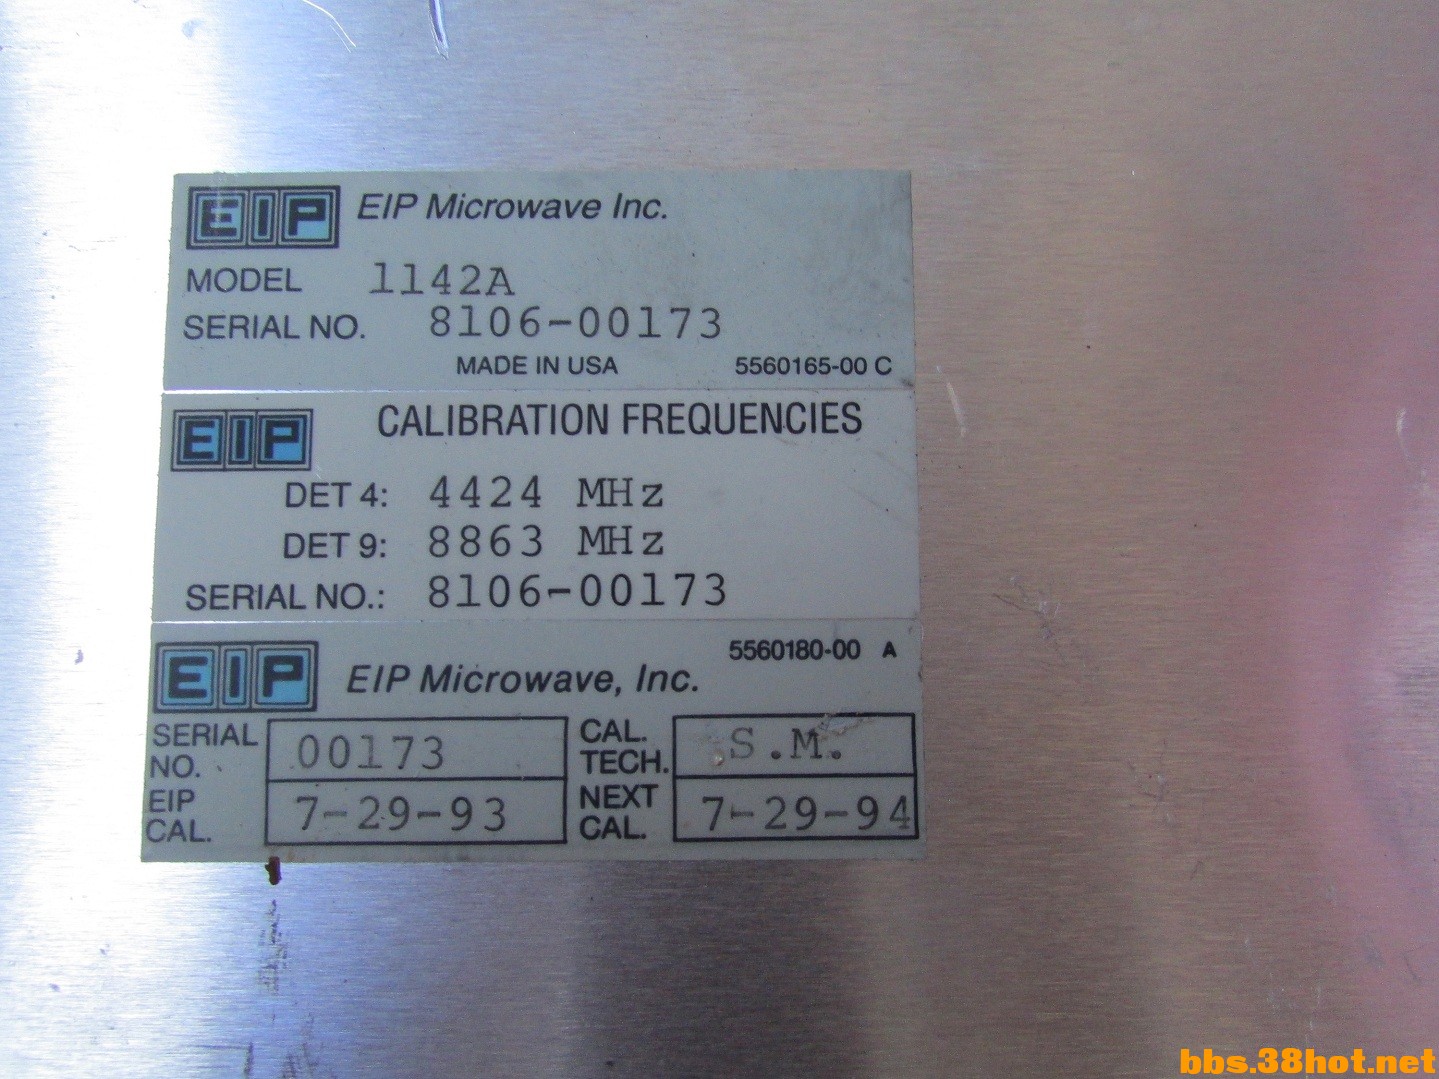 EIP EIP Microwave Inc.
MODEL 1142A
SERIAL NO. 8106-00173
MADE IN USA 5560165-00 C
EIP CALIBRATION FREQUENCIES
DET 4: 4424 MHz
DET 9: 8863 MHz
SERIAL NO.: 8106-00173
5560180-00 A
EIP EIP Microwave, Inc.
SERIAL NO. 00173 CAL. TECH. S.M.
EIP CAL. 7-29-93 NEXT CAL. 7-29-94
bbs.38hot.net